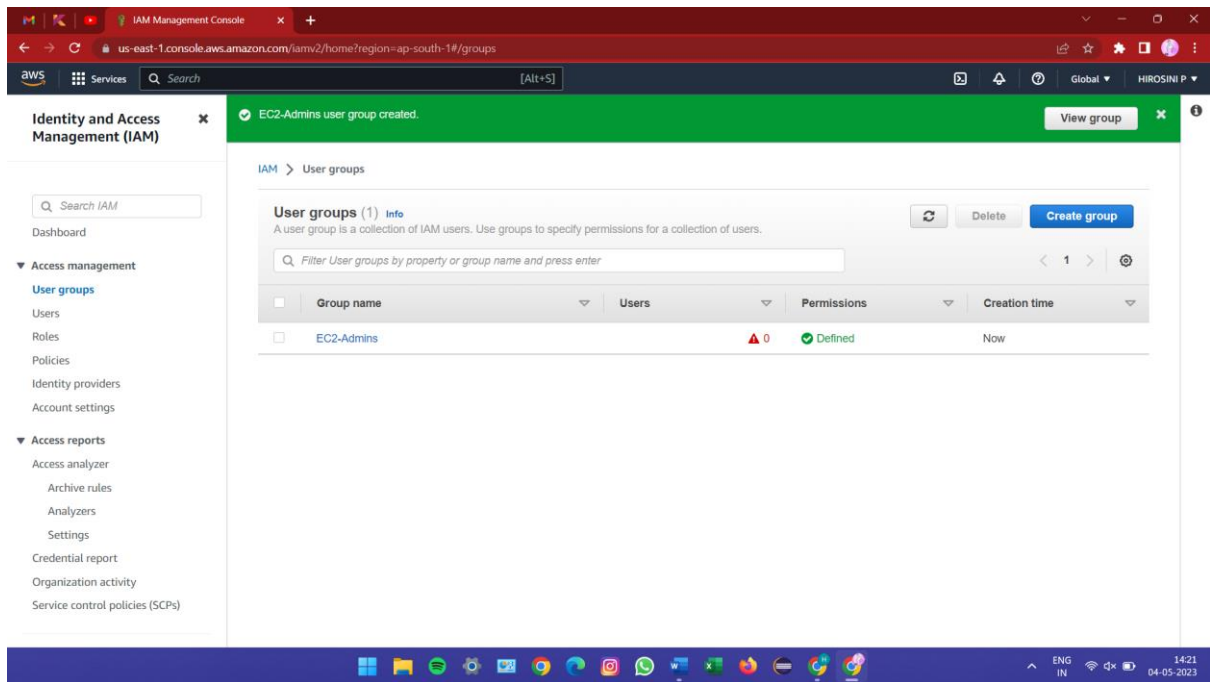 IAM Management Console
us-east-1.console.aws.amazon.com/iamv2/home?region=ap-south-1#/groups
aws Services Search [Alt+S] Global HIROSINI P
Identity and Access
Management (IAM)
Search IAM
Dashboard
Access management
User groups
Users
Roles
Policies
Identity providers
Account settings
Access reports
Access analyzer
Archive rules
Analyzers
Settings
Credential report
Organization activity
Service control policies (SCPs)
EC2-Admins user group created. View group
IAM > User groups
User groups (1) Info Delete Create group
A user group is a collection of IAM users. Use groups to specify permissions for a collection of users.
Filter User groups by property or group name and press enter 1
Group name Users Permissions Creation time
EC2-Admins 0 Defined Now
ENG 14:21
IN 04-05-2023